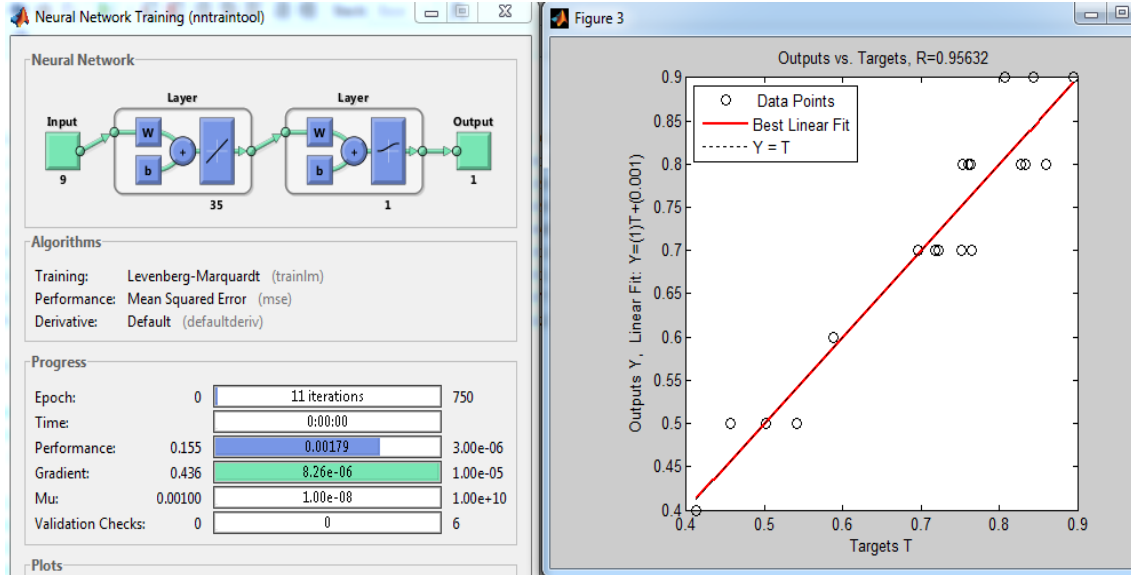 Neural Network Training (nntraintool)
Neural Network
Layer
Layer
Input
Output
W
W
b
b
+
+
9
1
35
1
Algorithms
Training: Levenberg-Marquardt (trainlm)
Performance: Mean Squared Error (mse)
Derivative: Default (defaultderiv)
Progress
Epoch: 0 11 iterations 750
Time: 0:00:00
Performance: 0.155 0.00179 3.00e-06
Gradient: 0.436 8.26e-06 1.00e-05
Mu: 0.00100 1.00e-08 1.00e+10
Validation Checks: 0 0 6
Plots
Figure 3
Outputs vs. Targets, R=0.95632
Data Points
Best Linear Fit
Y = T
Outputs Y, Linear Fit: Y=(1)T+(0.001)
0.9
0.85
0.8
0.75
0.7
0.65
0.6
0.55
0.5
0.45
0.4
0.4 0.5 0.6 0.7 0.8 0.9
Targets T